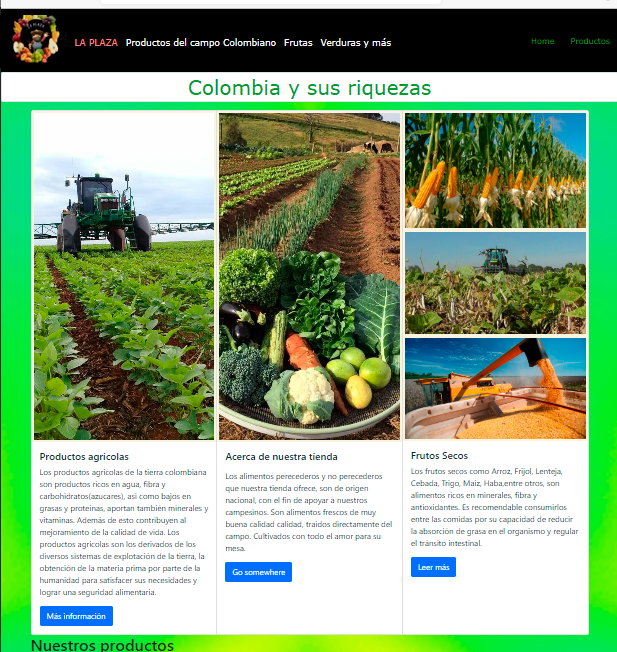 LA PLAZA Productos del campo Colombiano Frutas Verduras y más
Home Productos
Colombia y sus riquezas
Productos agrícolas
Los productos agrícolas de la tierra colombiana
son productos ricos en agua, fibra y
carbohidratos(azucares), asi como bajos en
grasas y proteinas, aportan también minerales y
vitaminas. Además de esto contribuyen al
mejoramiento de la calidad de vida. Los
productos agrícolas son los derivados de los
diversos sistemas de explotación de la tierra, la
obtención de la materia prima por parte de la
humanidad para satisfacer sus necesidades y
lograr una seguridad alimentaria.
Más información
Acerca de nuestra tienda
Los alimentos perecederos y no perecederos
que nuestra tienda ofrece, son de origen
nacional, con el fin de apoyar a nuestros
campesinos. Son alimentos frescos de muy
buena calidad calidad, traidos directamente del
campo. Cultivados con todo el amor para su
mesa.
Go somewhere
Frutos Secos
Los frutos secos como Arroz, Frijol, Lenteja,
Cebada, Trigo, Maiz, Haba,entre otros, son
alimentos ricos en minerales, fibra y
antioxidantes. Es recomendable consumirlos
entre las comidas por su capacidad de reducir
la absorción de grasa en el organismo y regular
el tránsito intestinal.
Leer más
Nuestros productos